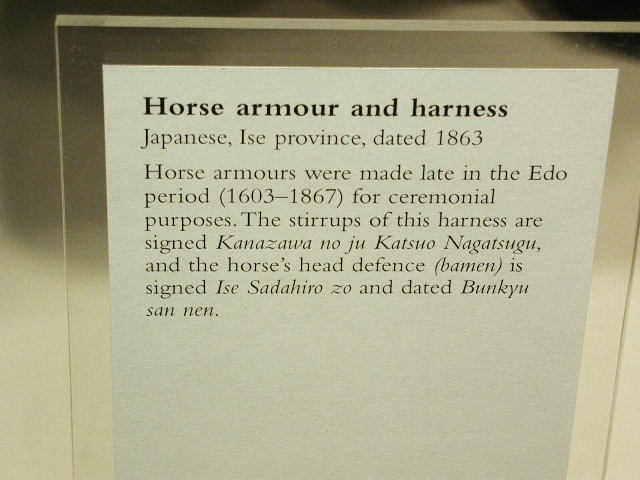 Horse armour and harness
Japanese, Ise province, dated 1863
Horse armours were made late in the Edo
period (1603–1867) for ceremonial
purposes. The stirrups of this harness are
signed Kanazawa no ju Katsuo Nagatsugu,
and the horse's head defence (bamen) is
signed Ise Sadahiro zo and dated Bunkyu
san nen.